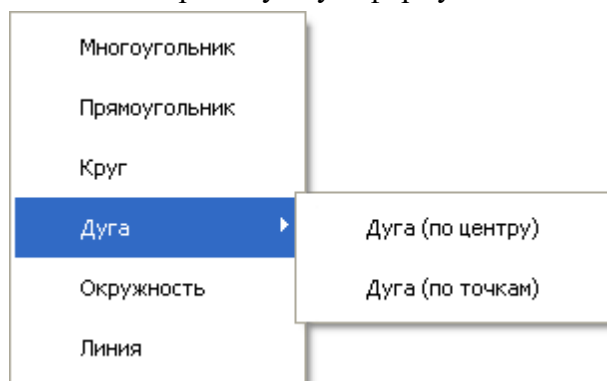 Многоугольник
Прямоугольник
Круг
Дуга
Дуга (по центру)
Дуга (по точкам)
Окружность
Линия